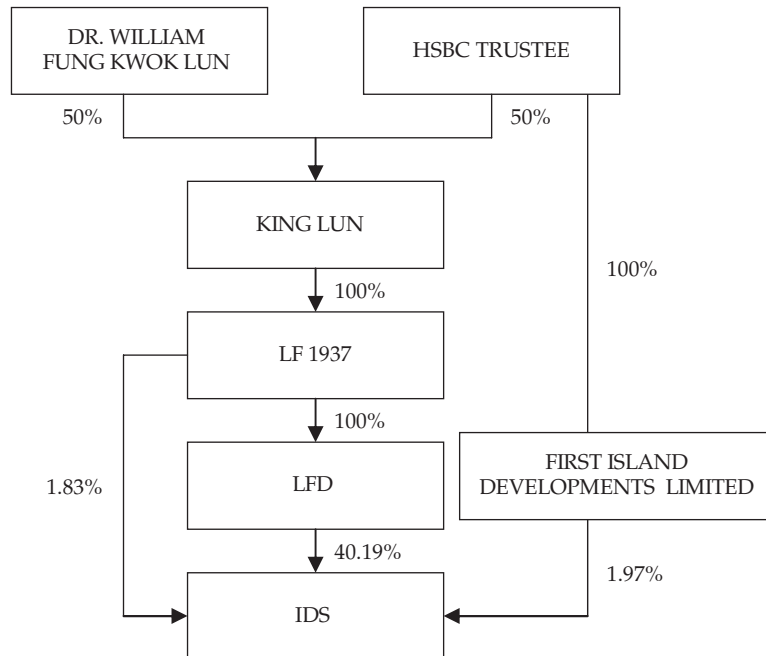 DR. WILLIAM
FUNG KWOK LUN
HSBC TRUSTEE
50%
50%
KING LUN
100%
100%
LF 1937
100%
1.83%
LFD
FIRST ISLAND
DEVELOPMENTS LIMITED
40.19%
1.97%
IDS